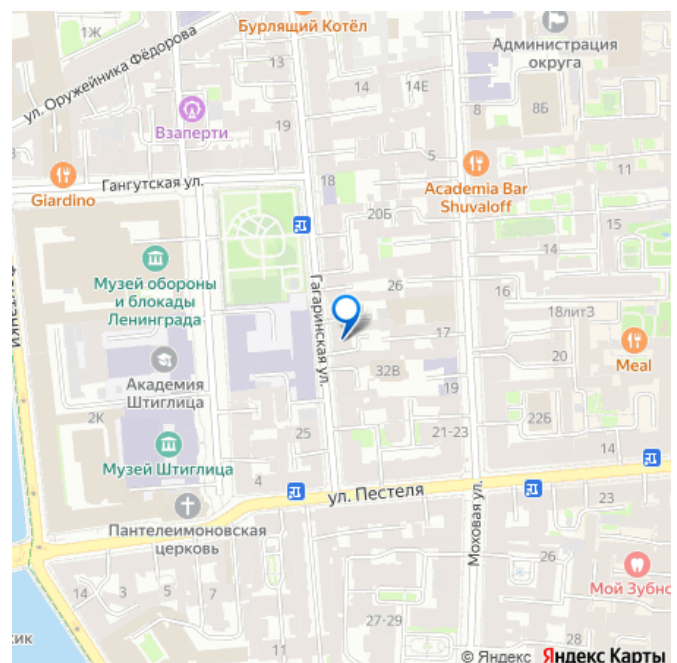 Бурлящий Котёл
1Ж
ул. Оружейника Фёдорова
13
Администрация
округа
14
14Е
8
8Б
Взаперти
19
5
11
Гангутская ул.
Giardino
18
Academia Bar
Shuvaloff
20Б
15
14
Музей обороны
и блокады
Ленинграда
26
16
Гагаринская ул.
18лит3
17
20
Meal
Академия
Штиглица
32В
19
2К
22Б
25
21-23
14
Музей Штиглица
4
ул. Пестеля
23
Моховая ул.
Пантелеимоновская
церковь
11
26
14
3
5
7
Мой Зубно
27-29
28
© Яндекс Яндекс Карты